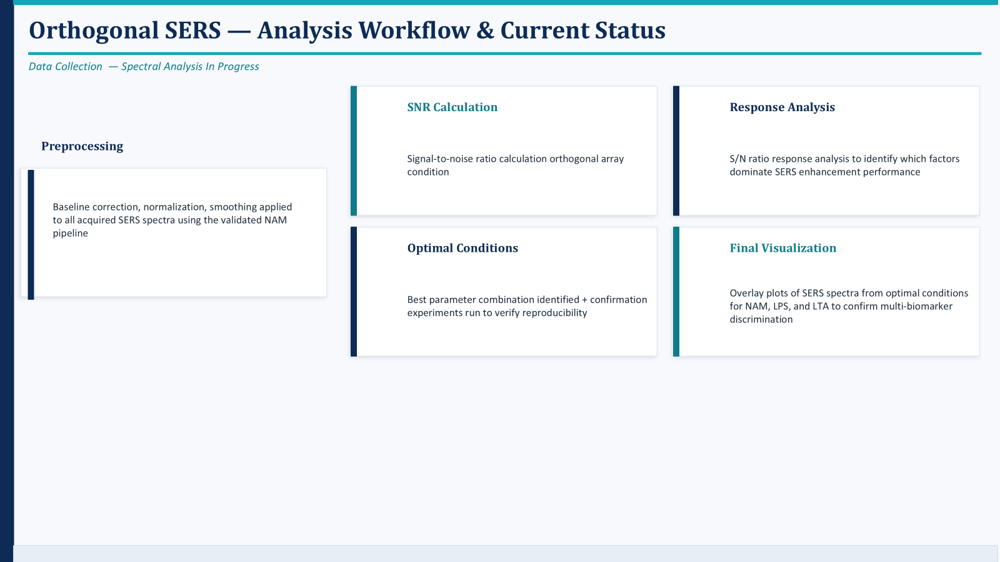 Orthogonal SERS — Analysis Workflow & Current Status
Data Collection — Spectral Analysis In Progress
Preprocessing
Baseline correction, normalization, smoothing applied
to all acquired SERS spectra using the validated NAM
pipeline
SNR Calculation
Signal-to-noise ratio calculation orthogonal array
condition
Response Analysis
S/N ratio response analysis to identify which factors
dominate SERS enhancement performance
Optimal Conditions
Best parameter combination identified + confirmation
experiments run to verify reproducibility
Final Visualization
Overlay plots of SERS spectra from optimal conditions
for NAM, LPS, and LTA to confirm multi-biomarker
discrimination